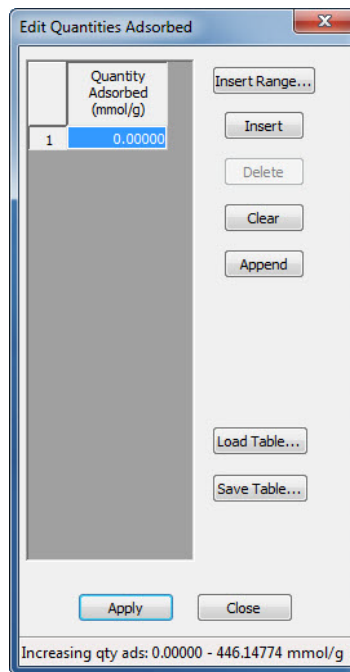 Edit Quantities Adsorbed
x
Quantity
Adsorbed
(mmol/g)
1 0.00000
Insert Range...
Insert
Delete
Clear
Append
Load Table...
Save Table...
Apply Close
Increasing qty ads: 0.00000 - 446.14774 mmol/g